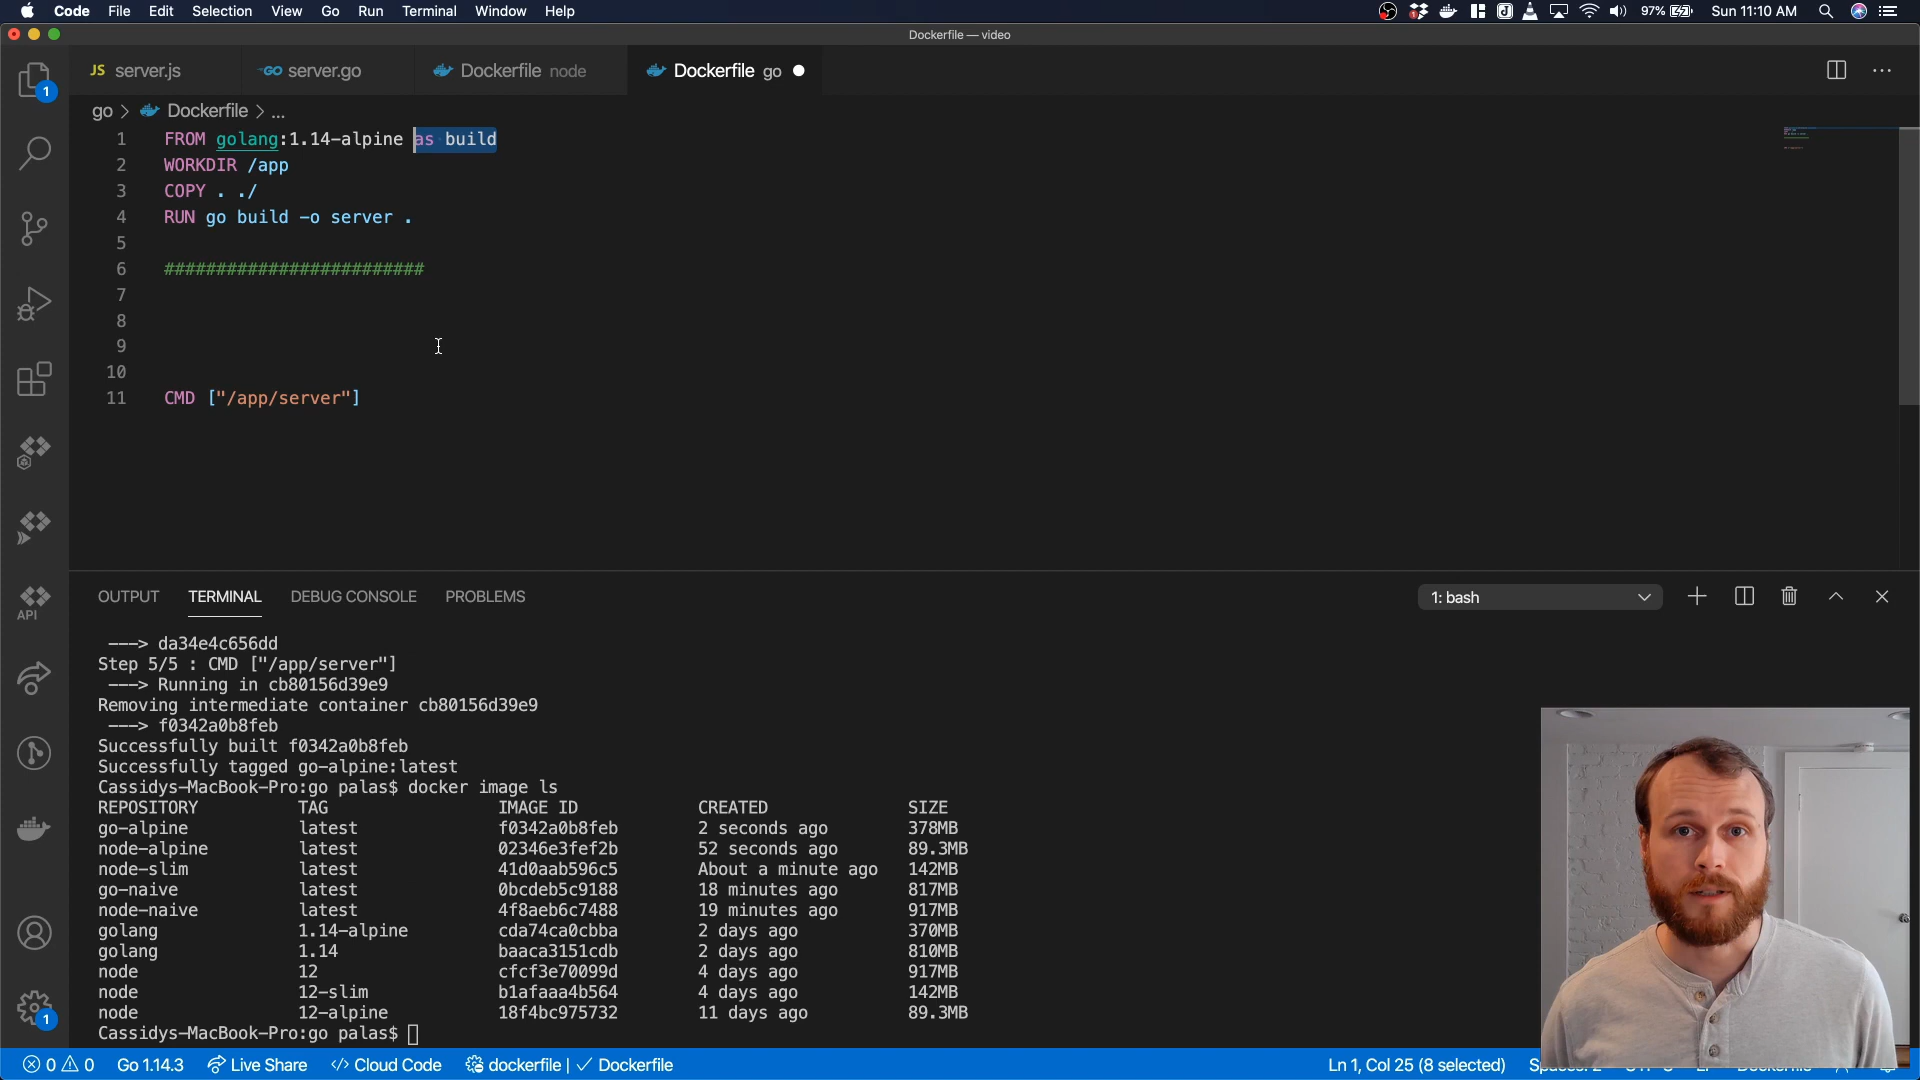 Code File Edit Selection View Go Run Terminal Window Help 97% Sun 11:10 AM
Dockerfile — video
JS server.js GO server.go Dockerfile node Dockerfile go
1
go > Dockerfile > ...
1 FROM golang:1.14-alpine as build
2 WORKDIR /app
3 COPY . ./
4 RUN go build -o server .
5
6 #########################
7
8
9
10
11 CMD ["/app/server"]
API
OUTPUT TERMINAL DEBUG CONSOLE PROBLEMS 1: bash
---> da34e4c656dd
Step 5/5 : CMD ["/app/server"]
---> Running in cb80156d39e9
Removing intermediate container cb80156d39e9
---> f0342a0b8feb
Successfully built f0342a0b8feb
Successfully tagged go-alpine:latest
Cassidys-MacBook-Pro:go palas$ docker image ls
REPOSITORY TAG IMAGE ID CREATED SIZE
go-alpine latest f0342a0b8feb 2 seconds ago 378MB
node-alpine latest 02346e3fef2b 52 seconds ago 89.3MB
node-slim latest 41d0aab596c5 About a minute ago 142MB
go-naive latest 0bcdeb5c9188 18 minutes ago 817MB
node-naive latest 4f8aeb6c7488 19 minutes ago 917MB
golang 1.14-alpine cda74ca0cbba 2 days ago 370MB
golang 1.14 baaca3151cdb 2 days ago 810MB
node 12 cfcf3e70099d 4 days ago 917MB
node 12-slim b1afaaa4b564 4 days ago 142MB
node 12-alpine 18f4bc975732 11 days ago 89.3MB
Cassidys-MacBook-Pro:go palas$
1
0 0 Go 1.14.3 Live Share Cloud Code dockerfile | Dockerfile Ln 1, Col 25 (8 selected)